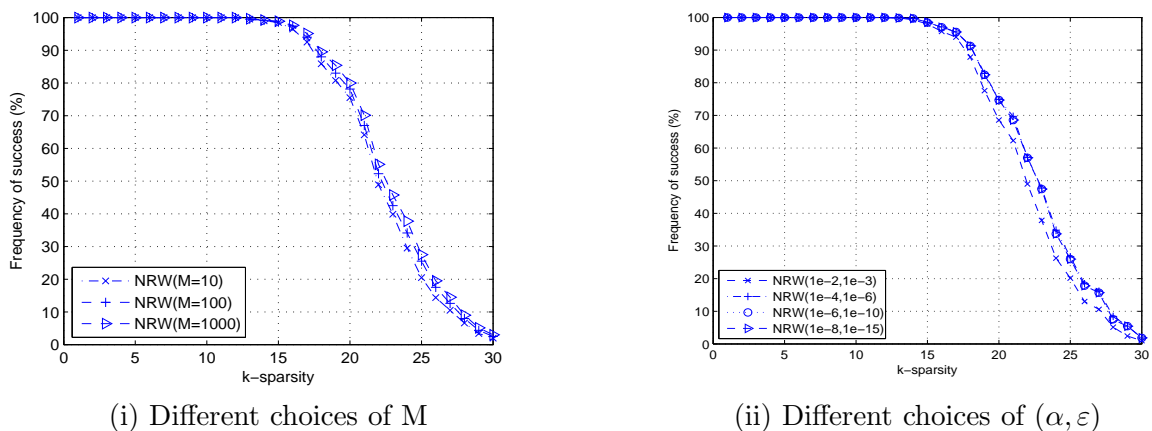 100
90
80
70
60
50
40
30
20
10
0
Frequency of success (%)
NRW(M=10)
NRW(M=100)
NRW(M=1000)
0 5 10 15 20 25 30
k−sparsity
(i) Different choices of M
100
90
80
70
60
50
40
30
20
10
0
Frequency of success (%)
NRW(1e−2,1e−3)
NRW(1e−4,1e−6)
NRW(1e−6,1e−10)
NRW(1e−8,1e−15)
0 5 10 15 20 25 30
k−sparsity
(ii) Different choices of (α, ε)